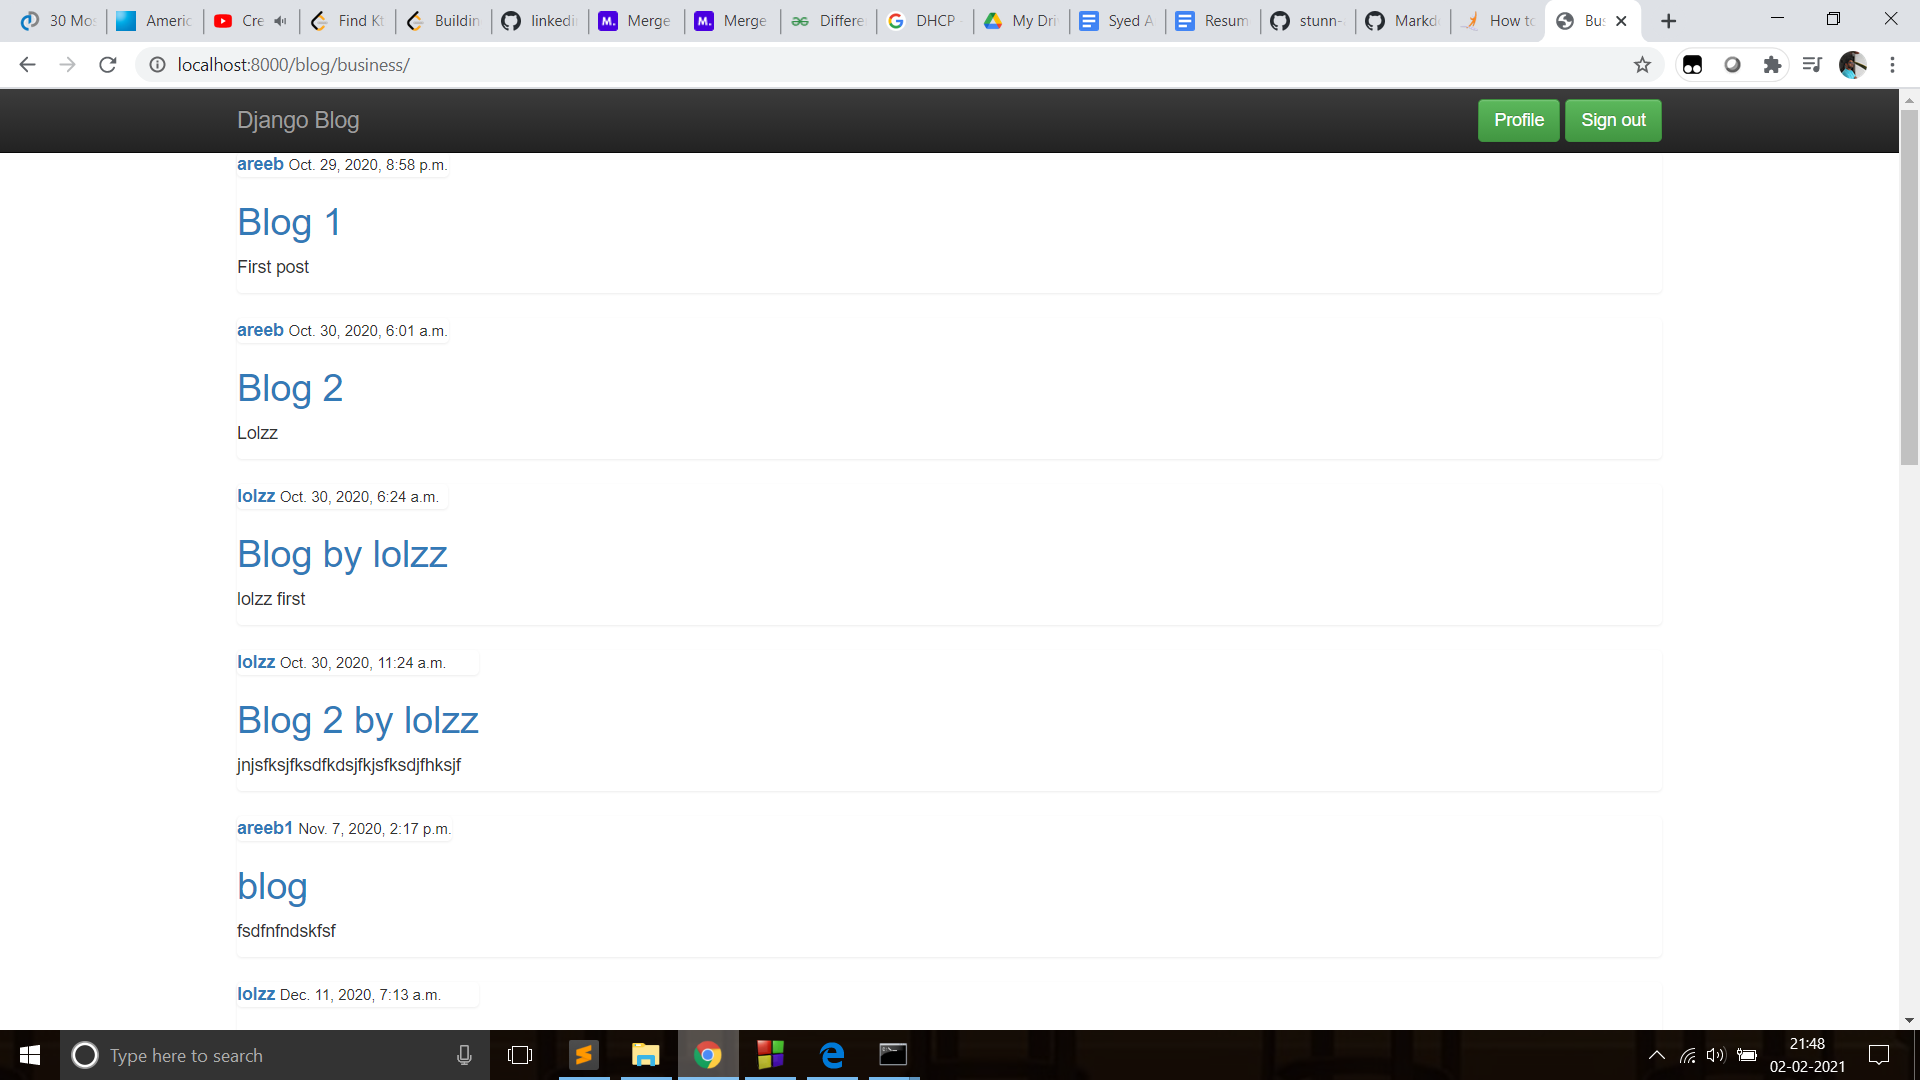 30 Mos
Americ
Cre
Find Kt
Buildin
linkedi
M. Merge
M. Merge
Differe
G DHCP
My Dri
Syed A
Resum
stunn-
Markd
How to
Bus
localhost:8000/blog/business/
Django Blog
Profile
Sign out
areeb Oct. 29, 2020, 8:58 p.m.
Blog 1
First post
areeb Oct. 30, 2020, 6:01 a.m.
Blog 2
Lolzz
lolzz Oct. 30, 2020, 6:24 a.m.
Blog by lolzz
lolzz first
lolzz Oct. 30, 2020, 11:24 a.m.
Blog 2 by lolzz
jnjsfksjfksdfkdsjfkjsfksdjfhksjf
areeb1 Nov. 7, 2020, 2:17 p.m.
blog
fsdfnfndskfsf
lolzz Dec. 11, 2020, 7:13 a.m.
Type here to search
21:48
02-02-2021